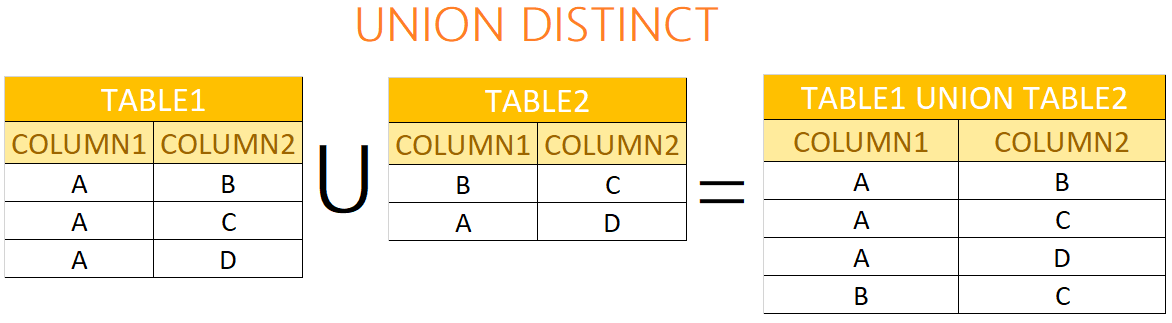 UNION DISTINCT
TABLE1
COLUMN1 COLUMN2
A B
A C
A D
∪
TABLE2
COLUMN1 COLUMN2
B C
A D
=
TABLE1 UNION TABLE2
COLUMN1 COLUMN2
A B
A C
A D
B C